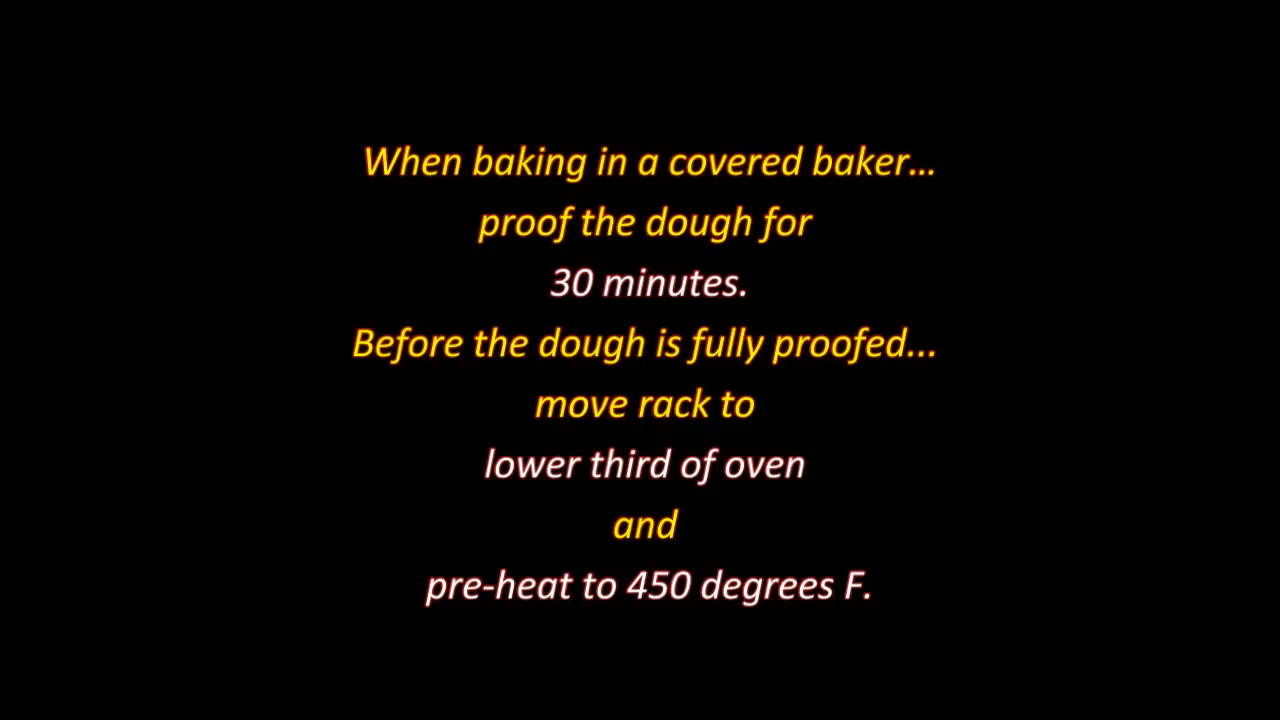 When baking in a covered baker...
proof the dough for
30 minutes.
Before the dough is fully proofed...
move rack to
lower third of oven
and
pre-heat to 450 degrees F.